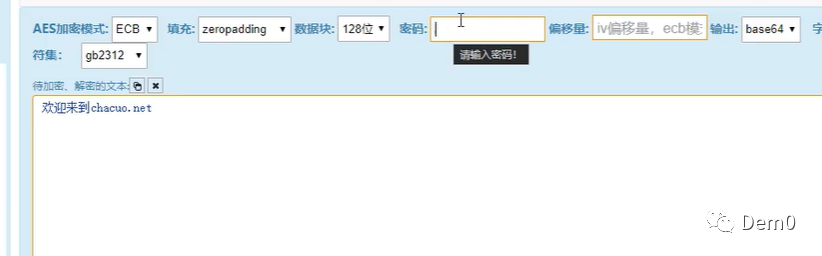 AES加密模式: ECB 填充: zeropadding 数据块: 128位 密码: 偏移量: iv偏移量，ecb模 输出: base64 字
符集： gb2312 请输入密码!
待加密、解密的文本:
欢迎来到chacuo.net
Dem0